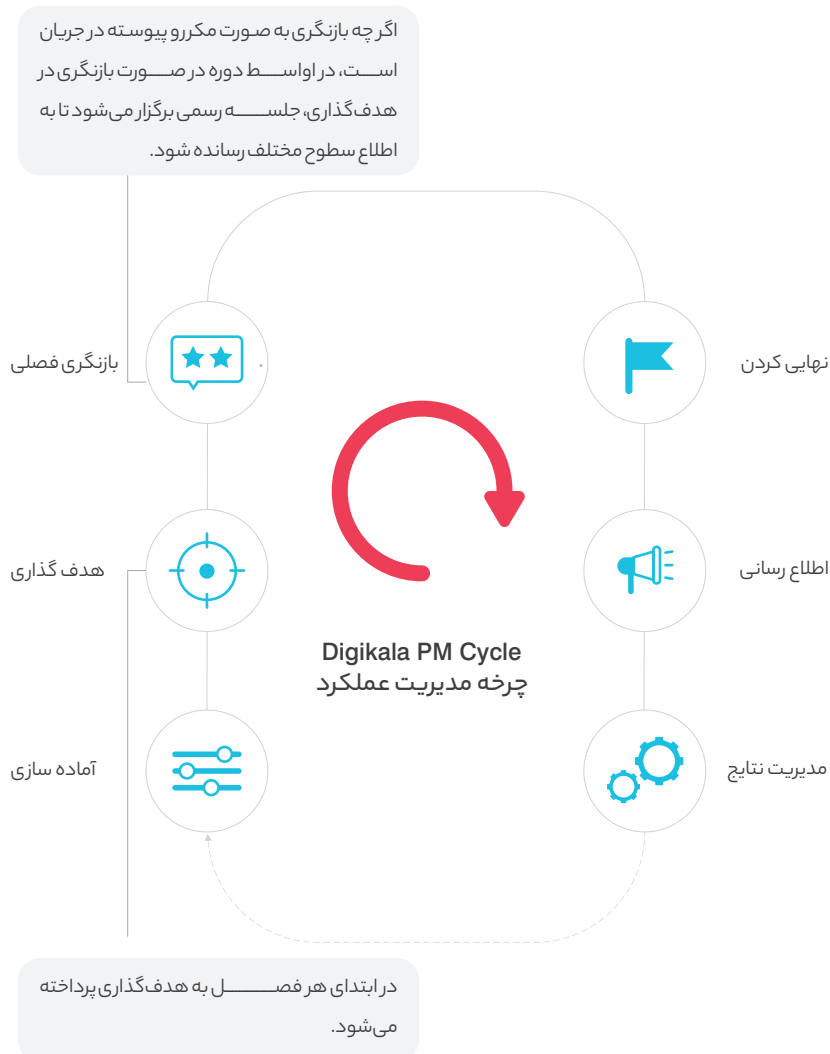 اگر چه بازنگری به صورت مکرر و پیوسته در جریان
است، در اواسط دوره در صورت بازنگری در
هدف‌گذاری، جلسه رسمی برگزار می‌شود تا به
اطلاع سطوح مختلف رسانده شود.
نهایی کردن
بازنگری فصلی
اطلاع رسانی
هدف گذاری
Digikala PM Cycle
چرخه مدیریت عملکرد
مدیریت نتایج
آماده سازی
در ابتدای هر فصل به هدف‌گذاری پرداخته
می‌شود.